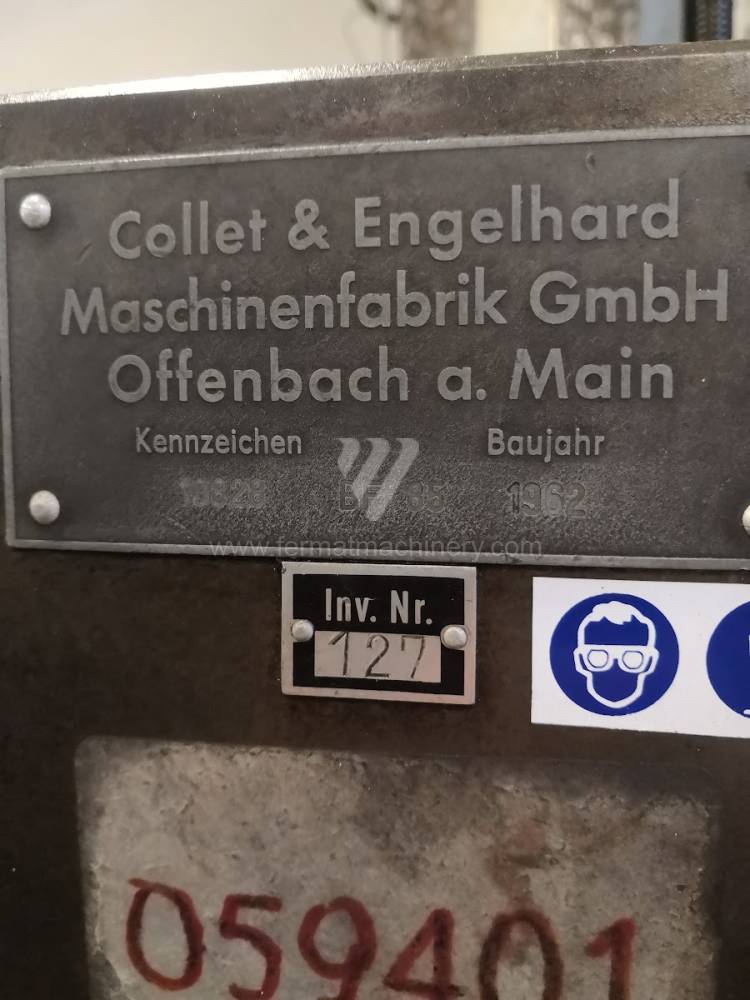 Collet & Engelhard
Maschinenfabrik GmbH
Offenbach a. Main
Kennzeichen Baujahr
1962
www.fermatmachinery.com
Inv. Nr.
127
059401